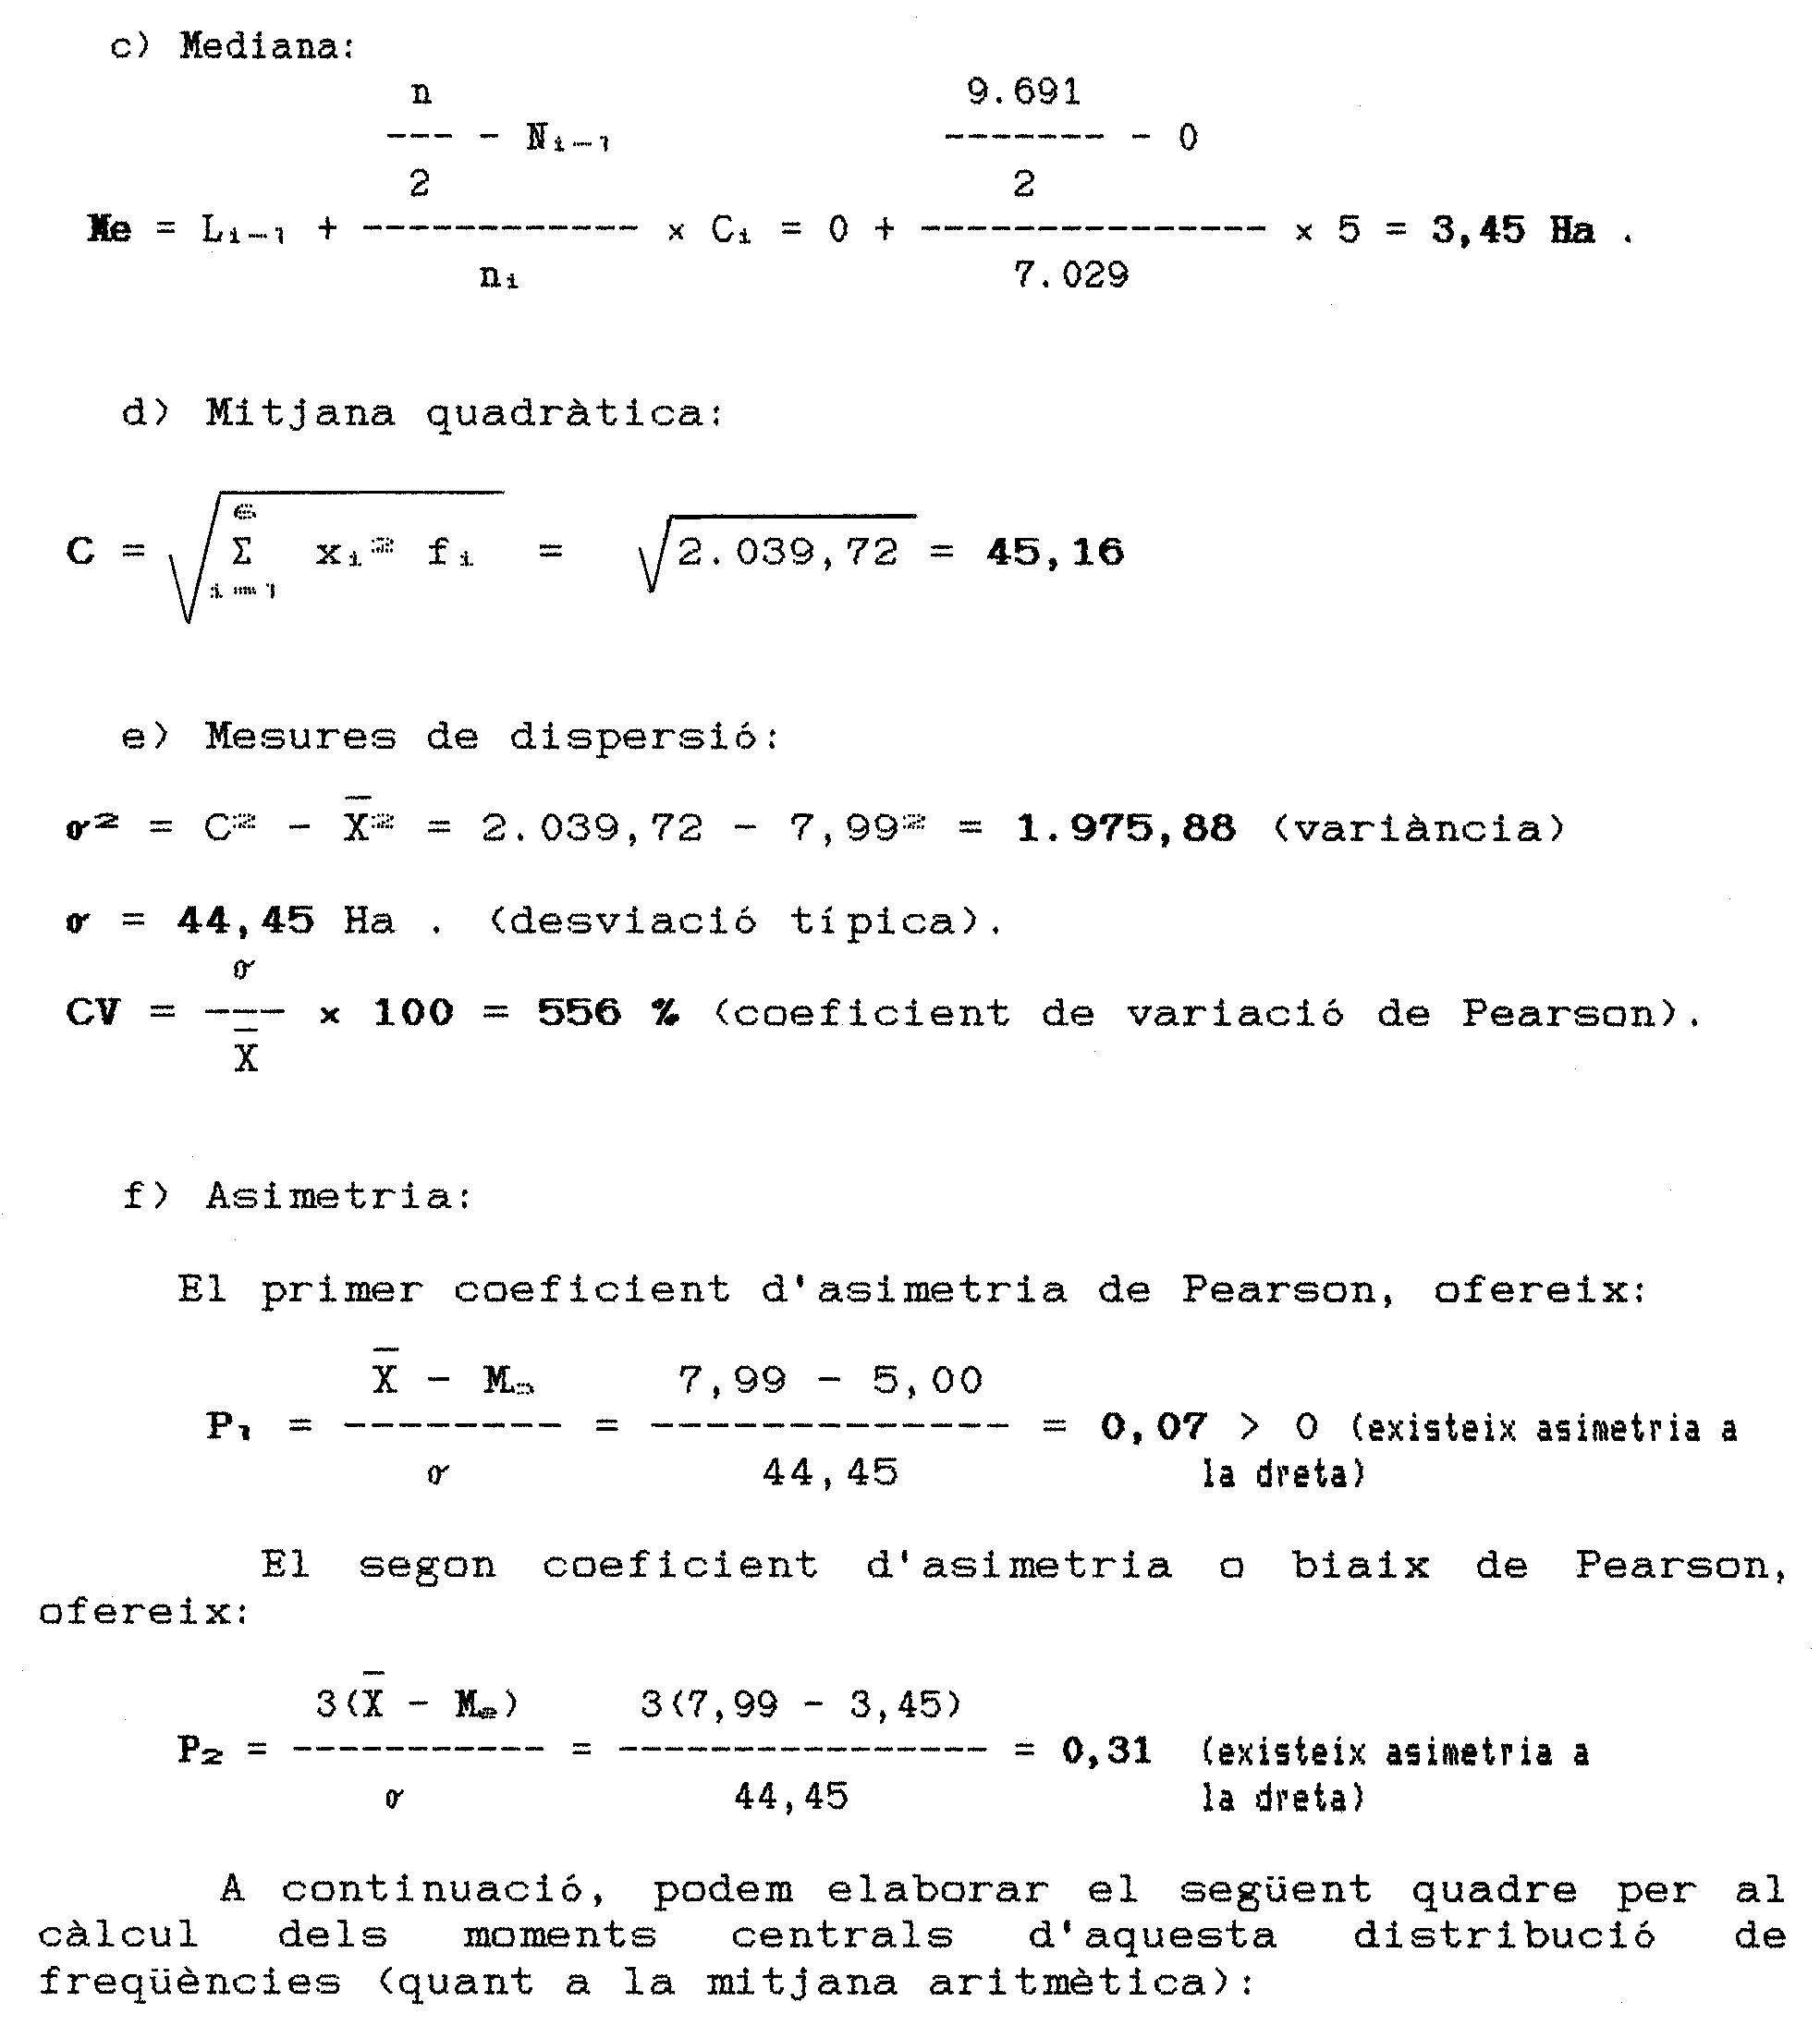 c) Mediana:
n 9.691
--- - Nᵢ₋₁ ------- - 0
2 2
Me = Lᵢ₋₁ + ------------ × Cᵢ = 0 + --------------- × 5 = 3,45 Ha .
nᵢ 7.029
d) Mitjana quadràtica:
6
C = √ Σ xᵢ² fᵢ = √2.039,72 = 45,16
i=1
e) Mesures de dispersió:
σ² = C² - X̅² = 2.039,72 - 7,99² = 1.975,88 (variància)
σ = 44,45 Ha . (desviació típica).
σ
CV = --- × 100 = 556 % (coeficient de variació de Pearson).
X̅
f) Asimetria:
El primer coeficient d'asimetria de Pearson, ofereix:
X̅ - Mₒ 7,99 - 5,00
P₁ = -------- = ------------- = 0,07 > 0 (existeix asimetria a
σ 44,45 la dreta)
El segon coeficient d'asimetria o biaix de Pearson,
ofereix:
3(X̅ - Mₑ) 3(7,99 - 3,45)
P₂ = ----------- = ---------------- = 0,31 (existeix asimetria a
σ 44,45 la dreta)
A continuació, podem elaborar el següent quadre per al
càlcul dels moments centrals d'aquesta distribució de
freqüències (quant a la mitjana aritmètica):